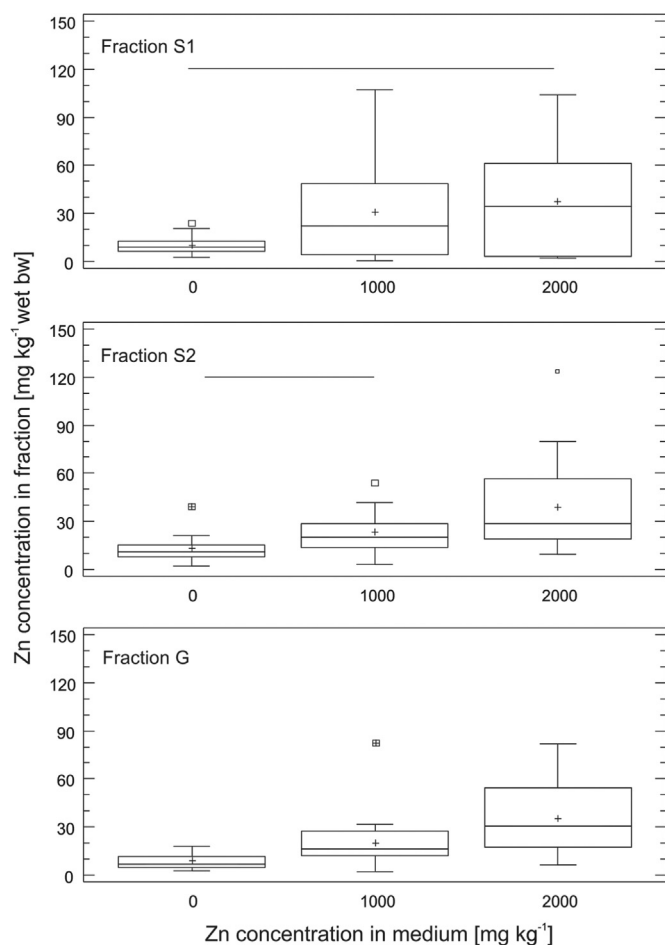 Zn concentration in fraction [mg kg⁻¹ wet bw]
150
Fraction S1
120
90
60
30
0
0 1000 2000
150
Fraction S2
120
90
60
30
0
0 1000 2000
150
Fraction G
120
90
60
30
0
0 1000 2000
Zn concentration in medium [mg kg⁻¹]